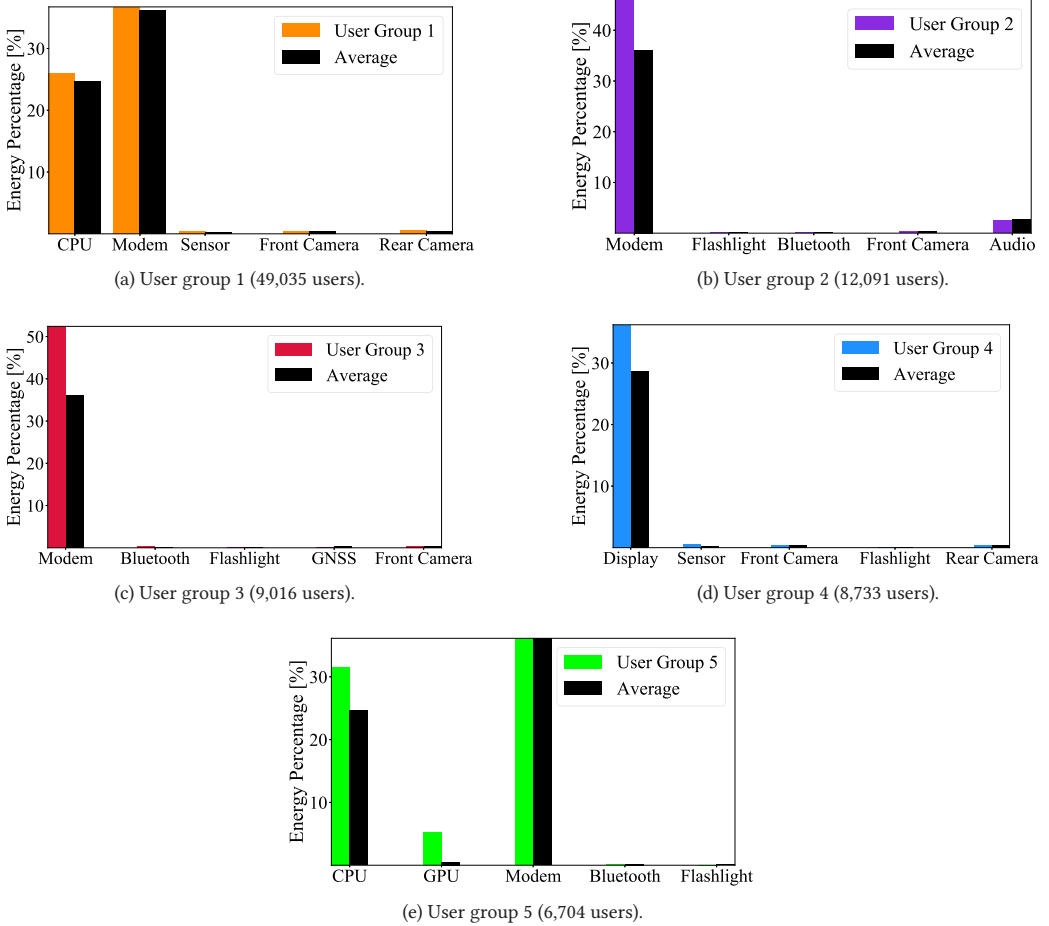 Energy Percentage [%]
30
20
10
User Group 1
Average
CPU Modem Sensor Front Camera Rear Camera
(a) User group 1 (49,035 users).
Energy Percentage [%]
40
30
20
10
User Group 2
Average
Modem Flashlight Bluetooth Front Camera Audio
(b) User group 2 (12,091 users).
Energy Percentage [%]
50
40
30
20
10
User Group 3
Average
Modem Bluetooth Flashlight GNSS Front Camera
(c) User group 3 (9,016 users).
Energy Percentage [%]
30
20
10
User Group 4
Average
Display Sensor Front Camera Flashlight Rear Camera
(d) User group 4 (8,733 users).
Energy Percentage [%]
30
20
10
User Group 5
Average
CPU GPU Modem Bluetooth Flashlight
(e) User group 5 (6,704 users).